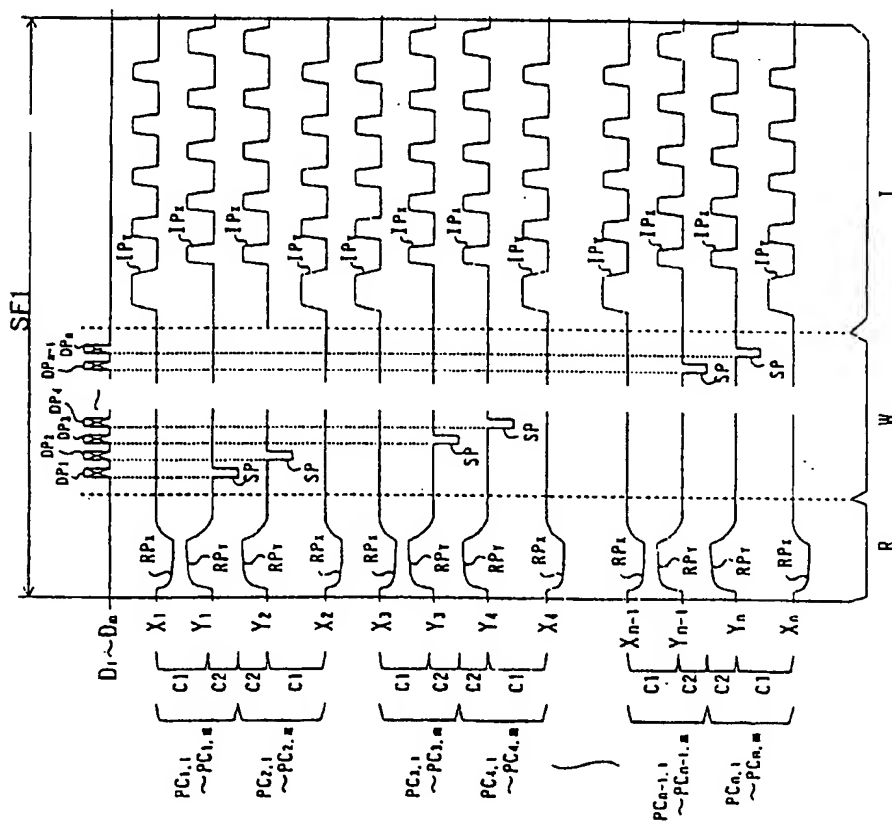 SF1
DP1 DP2 DP3 DP4 ~ DPn-1 DPn
D1~Dm
X1 RPX IPY
C1
PC1,1 ~PC1,m
Y1 RPY SP IPX
C2
C2
Y2 RPY SP IPX
PC2,1 ~PC2,m
C1
X2 RPX IPY
X3 RPX IPY
C1
PC3,1 ~PC3,m
Y3 RPY SP IPX
C2
C2
Y4 RPY SP IPX
PC4,1 ~PC4,m
C1
X4 RPX IPY
Xn-1 RPX IPY
C1
PCn-1,1 ~PCn-1,m
Yn-1 RPY SP IPX
C2
C2
Yn RPY SP IPX
PCn,1 ~PCn,m
C1
Xn RPX IPY
R W I